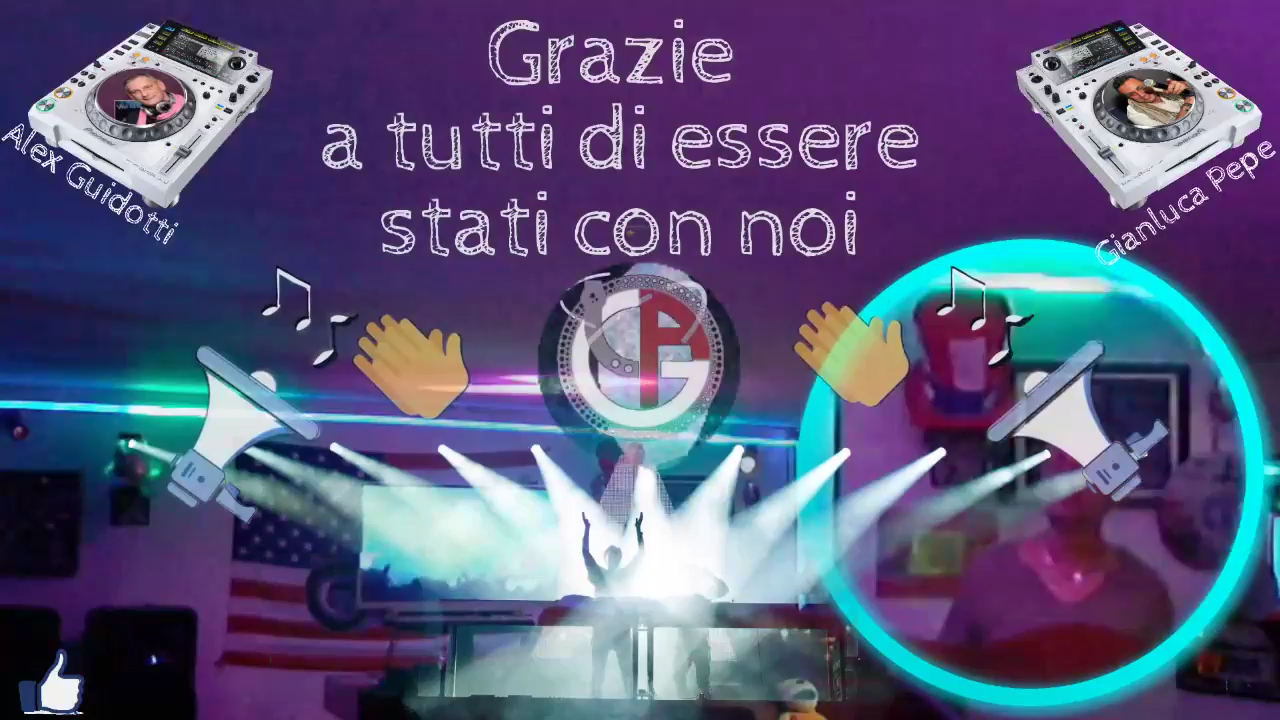 Grazie
a tutti di essere
stati con noi
Alex Guidotti
Gianluca Pepe